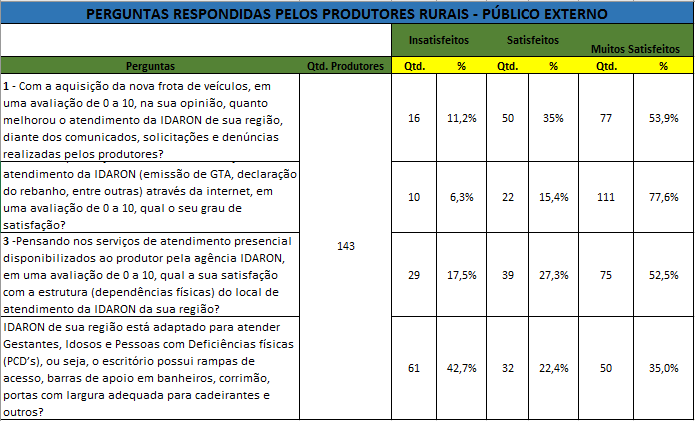 PERGUNTAS RESPONDIDAS PELOS PRODUTORES RURAIS - PÚBLICO EXTERNO
Insatisfeitos Satisfeitos Muitos Satisfeitos
Perguntas Qtd. Produtores Qtd. % Qtd. % Qtd. %
1 - Com a aquisição da nova frota de veículos, em
uma avaliação de 0 a 10, na sua opinião, quanto
melhorou o atendimento da IDARON de sua região,
diante dos comunicados, solicitações e denúncias
realizadas pelos produtores?
16 11,2% 50 35% 77 53,9%
atendimento da IDARON (emissão de GTA, declaração
do rebanho, entre outras) através da internet, em
uma avaliação de 0 a 10, qual o seu grau de
satisfação?
10 6,3% 22 15,4% 111 77,6%
143
3 -Pensando nos serviços de atendimento presencial
disponibilizados ao produtor pela agência IDARON,
em uma avaliação de 0 a 10, qual a sua satisfação
com a estrutura (dependências físicas) do local de
atendimento da IDARON da sua região?
29 17,5% 39 27,3% 75 52,5%
IDARON de sua região está adaptado para atender
Gestantes, Idosos e Pessoas com Deficiências físicas
(PCD's), ou seja, o escritório possui rampas de
acesso, barras de apoio em banheiros, corrimão,
portas com largura adequada para cadeirantes e
outros?
61 42,7% 32 22,4% 50 35,0%